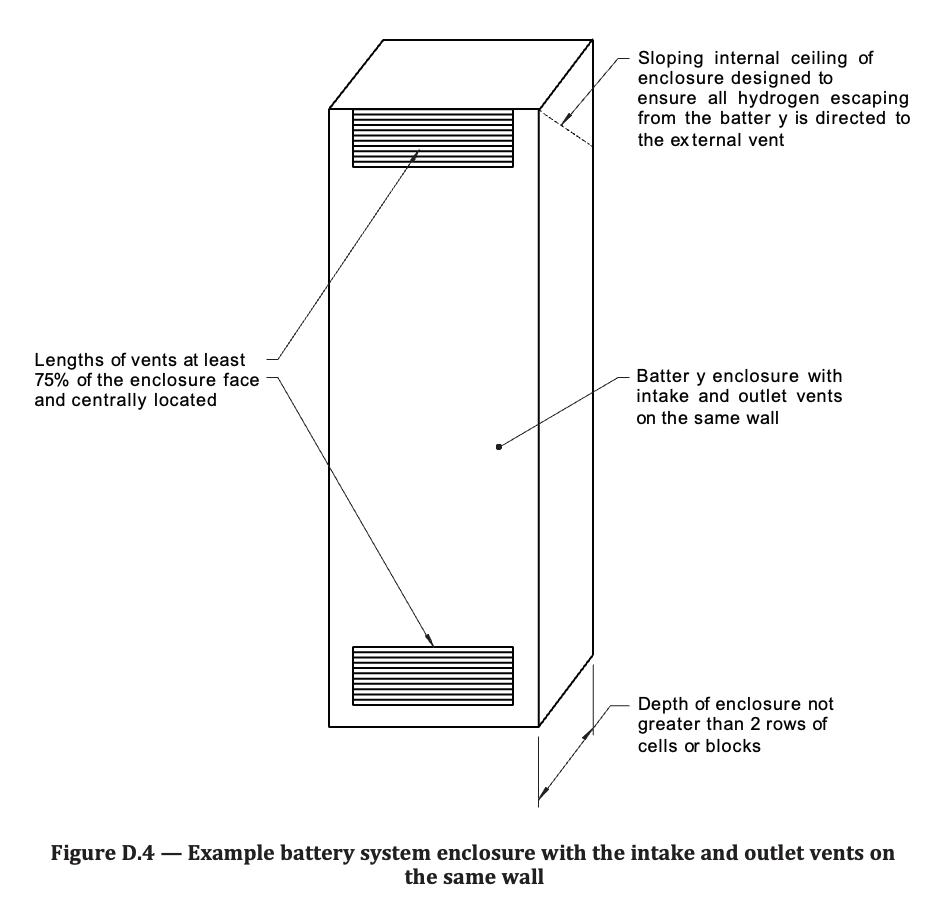 Sloping internal ceiling of
enclosure designed to
ensure all hydrogen escaping
from the batter y is directed to
the external vent
Lengths of vents at least
75% of the enclosure face
and centrally located
Batter y enclosure with
intake and outlet vents
on the same wall
Depth of enclosure not
greater than 2 rows of
cells or blocks
Figure D.4 — Example battery system enclosure with the intake and outlet vents on
the same wall